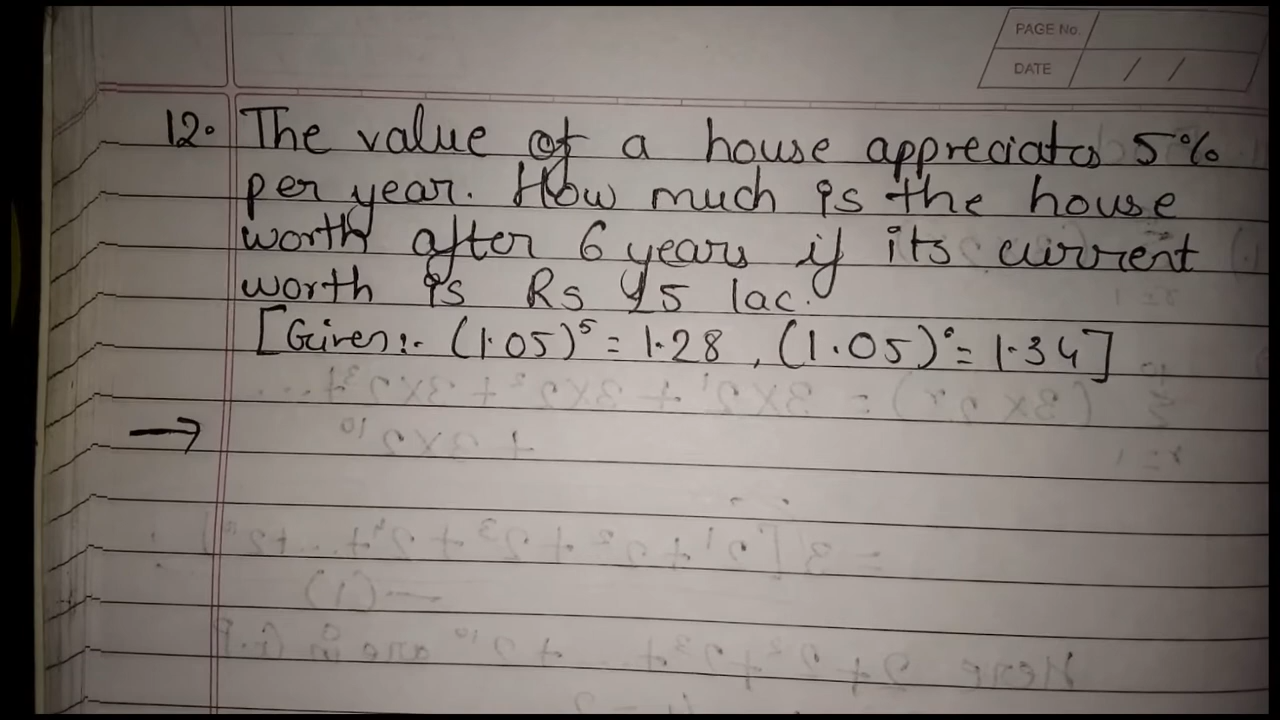 PAGE No.
DATE / /
12. The value of a house appreciates 5%
per year. How much is the house
worth after 6 years if its current
worth is Rs 15 lac.
[Given:- (1.05)⁵ = 1.28, (1.05)⁶ = 1.34]
→